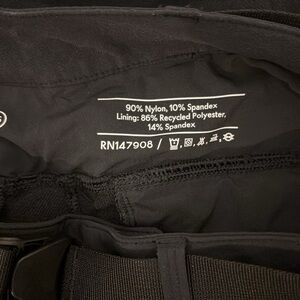 90% Nylon, 10% Spandex
Lining: 86% Recycled Polyester,
14% Spandex
RN147908 /